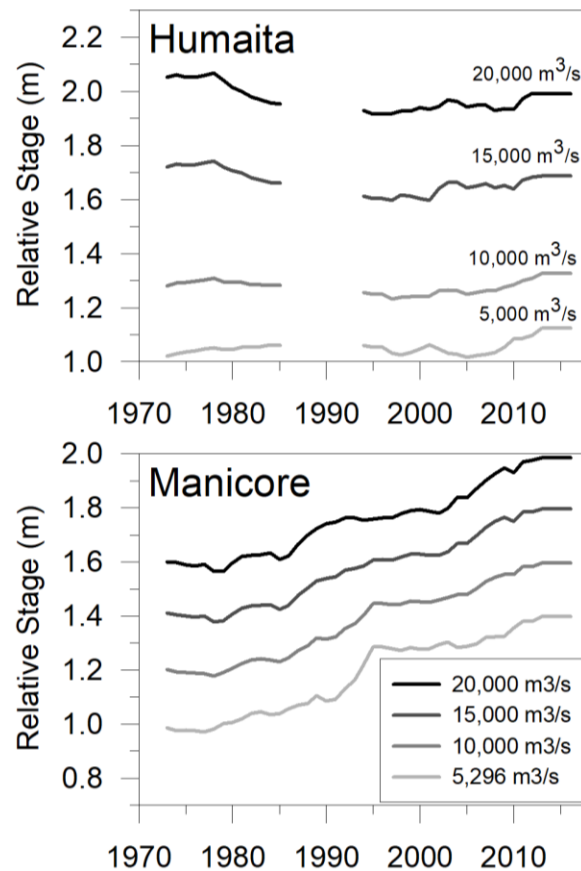 Humaita
Relative Stage (m)
2.2
2.0
1.8
1.6
1.4
1.2
1.0
20,000 m³/s
15,000 m³/s
10,000 m³/s
5,000 m³/s
1970 1980 1990 2000 2010
Manicore
Relative Stage (m)
2.0
1.8
1.6
1.4
1.2
1.0
0.8
20,000 m3/s
15,000 m3/s
10,000 m3/s
5,296 m3/s
1970 1980 1990 2000 2010